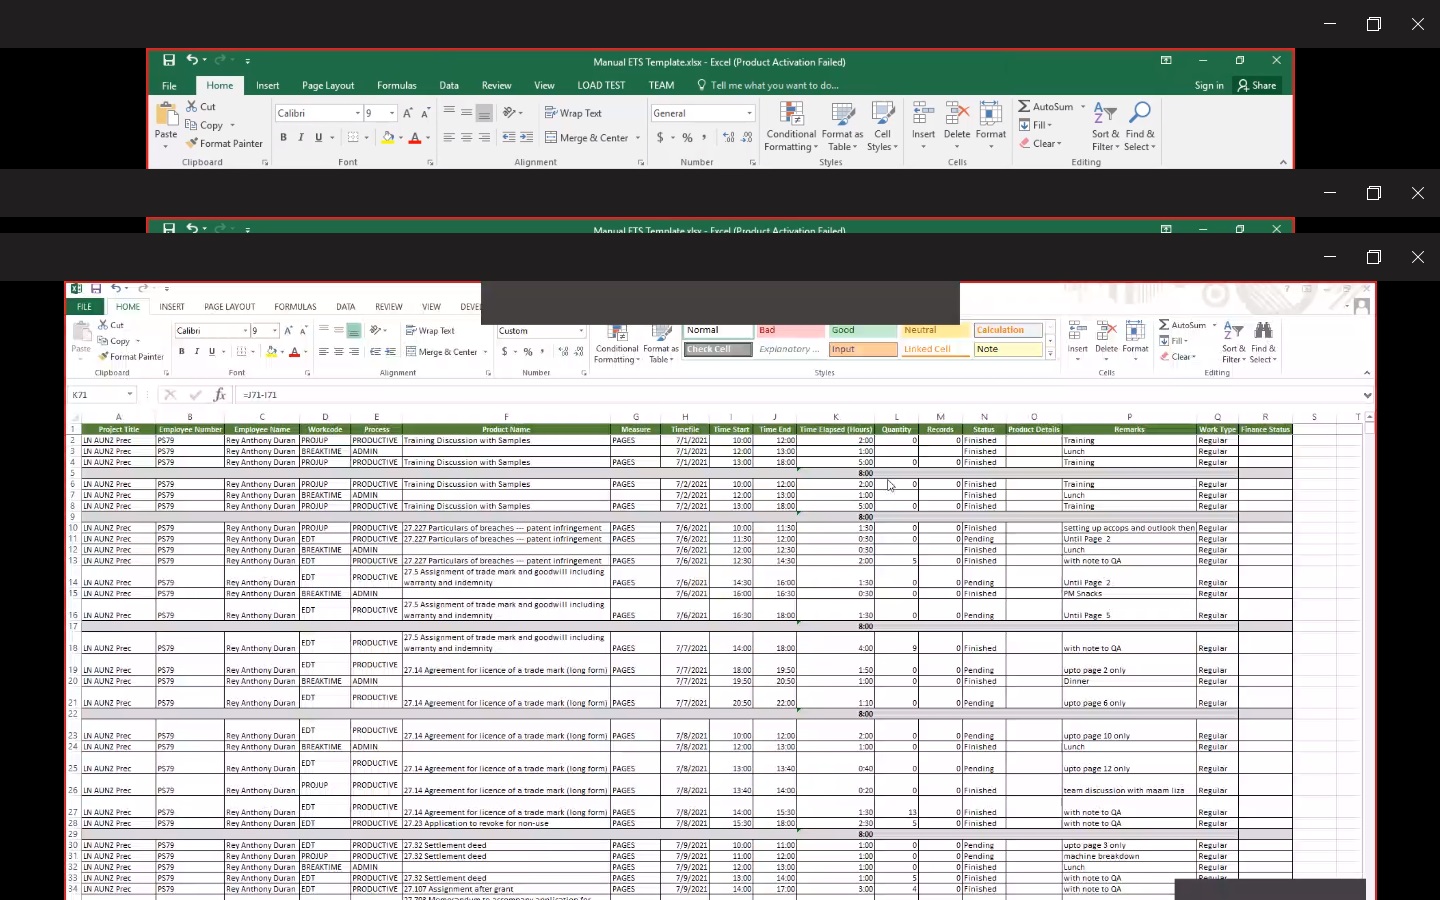 Manual ETS Template.xlsx - Excel (Product Activation Failed)
File Home Insert Page Layout Formulas Data Review View LOAD TEST TEAM Tell me what you want to do... Sign in Share
Cut Calibri 9 Wrap Text General AutoSum
Copy Fill
Paste Format Painter B I U Merge & Center $ % , Conditional Formatting Format as Table Cell Styles Insert Delete Format Clear Sort & Filter Find & Select
Clipboard Font Alignment Number Styles Cells Editing
Manual ETS Template.xlsx - Excel (Product Activation Failed)
FILE HOME INSERT PAGE LAYOUT FORMULAS DATA REVIEW VIEW
Cut Calibri 9 Wrap Text Custom Normal Bad Good Neutral Calculation AutoSum
Copy Fill
Paste Format Painter B I U Merge & Center $ % , Conditional Formatting Format as Table Check Cell Explanatory ... Input Linked Cell Note Insert Delete Format Clear Sort & Filter Find & Select
Clipboard Font Alignment Number Styles Cells Editing
K71 fx =J71-I71
A B C D E F G H I J K L M N O P Q R S T
1 Project Title Employee Number Employee Name Workcode Process Product Name Measure Timefile Time Start Time End Time Elapsed (Hours) Quantity Records Status Product Details Remarks Work Type Finance Status
2 LN AUNZ Prec PS79 Rey Anthony Duran PROJUP PRODUCTIVE Training Discussion with Samples PAGES 7/1/2021 10:00 12:00 2:00 0 0 Finished Training Regular
3 LN AUNZ Prec PS79 Rey Anthony Duran BREAKTIME ADMIN 7/1/2021 12:00 13:00 1:00 Finished Lunch Regular
4 LN AUNZ Prec PS79 Rey Anthony Duran PROJUP PRODUCTIVE Training Discussion with Samples PAGES 7/1/2021 13:00 18:00 5:00 0 0 Finished Training Regular
5 8:00
6 LN AUNZ Prec PS79 Rey Anthony Duran PROJUP PRODUCTIVE Training Discussion with Samples PAGES 7/2/2021 10:00 12:00 2:00 0 0 Finished Training Regular
7 LN AUNZ Prec PS79 Rey Anthony Duran BREAKTIME ADMIN 7/2/2021 12:00 13:00 1:00 Finished Lunch Regular
8 LN AUNZ Prec PS79 Rey Anthony Duran PROJUP PRODUCTIVE Training Discussion with Samples PAGES 7/2/2021 13:00 18:00 5:00 0 0 Finished Training Regular
9 8:00
10 LN AUNZ Prec PS79 Rey Anthony Duran PROJUP PRODUCTIVE 27.227 Particulars of breaches --- patent infringement PAGES 7/6/2021 10:00 11:30 1:30 0 0 Finished setting up accops and outlook then Regular
11 LN AUNZ Prec PS79 Rey Anthony Duran EDT PRODUCTIVE 27.227 Particulars of breaches --- patent infringement PAGES 7/6/2021 11:30 12:00 0:30 0 0 Pending Until Page 2 Regular
12 LN AUNZ Prec PS79 Rey Anthony Duran BREAKTIME ADMIN 7/6/2021 12:00 12:30 0:30 Finished Lunch Regular
13 LN AUNZ Prec PS79 Rey Anthony Duran EDT PRODUCTIVE 27.227 Particulars of breaches --- patent infringement PAGES 7/6/2021 12:30 14:30 2:00 5 0 Finished with note to QA Regular
14 LN AUNZ Prec PS79 Rey Anthony Duran EDT PRODUCTIVE 27.5 Assignment of trade mark and goodwill including warranty and indemnity PAGES 7/6/2021 14:30 16:00 1:30 0 0 Pending Until Page 2 Regular
15 LN AUNZ Prec PS79 Rey Anthony Duran BREAKTIME ADMIN 7/6/2021 16:00 16:30 0:30 0 Finished PM Snacks Regular
16 LN AUNZ Prec PS79 Rey Anthony Duran EDT PRODUCTIVE 27.5 Assignment of trade mark and goodwill including warranty and indemnity PAGES 7/6/2021 16:30 18:00 1:30 0 0 Pending Until Page 5 Regular
17 8:00
18 LN AUNZ Prec PS79 Rey Anthony Duran EDT PRODUCTIVE 27.5 Assignment of trade mark and goodwill including warranty and indemnity PAGES 7/7/2021 14:00 18:00 4:00 9 0 Finished with note to QA Regular
19 LN AUNZ Prec PS79 Rey Anthony Duran EDT PRODUCTIVE 27.14 Agreement for licence of a trade mark (long form) PAGES 7/7/2021 18:00 19:50 1:50 0 0 Pending upto page 2 only Regular
20 LN AUNZ Prec PS79 Rey Anthony Duran BREAKTIME ADMIN 7/7/2021 19:50 20:50 1:00 0 0 Finished Dinner Regular
21 LN AUNZ Prec PS79 Rey Anthony Duran EDT PRODUCTIVE 27.14 Agreement for licence of a trade mark (long form) PAGES 7/7/2021 20:50 22:00 1:10 0 0 Pending upto page 6 only Regular
22 8:00
23 LN AUNZ Prec PS79 Rey Anthony Duran EDT PRODUCTIVE 27.14 Agreement for licence of a trade mark (long form) PAGES 7/8/2021 10:00 12:00 2:00 0 0 Pending upto page 10 only Regular
24 LN AUNZ Prec PS79 Rey Anthony Duran BREAKTIME ADMIN 7/8/2021 12:00 13:00 1:00 0 0 Finished Lunch Regular
25 LN AUNZ Prec PS79 Rey Anthony Duran EDT PRODUCTIVE 27.14 Agreement for licence of a trade mark (long form) PAGES 7/8/2021 13:00 13:40 0:40 0 0 Pending upto page 12 only Regular
26 LN AUNZ Prec PS79 Rey Anthony Duran PROJUP PRODUCTIVE 27.14 Agreement for licence of a trade mark (long form) PAGES 7/8/2021 13:40 14:00 0:20 0 0 Finished team discussion with maam liza Regular
27 LN AUNZ Prec PS79 Rey Anthony Duran EDT PRODUCTIVE 27.14 Agreement for licence of a trade mark (long form) PAGES 7/8/2021 14:00 15:30 1:30 13 0 Finished with note to QA Regular
28 LN AUNZ Prec PS79 Rey Anthony Duran EDT PRODUCTIVE 27.23 Application to revoke for non-use PAGES 7/8/2021 15:30 18:00 2:30 5 0 Finished with note to QA Regular
29 8:00
30 LN AUNZ Prec PS79 Rey Anthony Duran EDT PRODUCTIVE 27.32 Settlement deed PAGES 7/9/2021 10:00 11:00 1:00 0 0 Pending upto page 3 only Regular
31 LN AUNZ Prec PS79 Rey Anthony Duran PROJUP PRODUCTIVE 27.32 Settlement deed PAGES 7/9/2021 11:00 12:00 1:00 0 0 Pending machine breakdown Regular
32 LN AUNZ Prec PS79 Rey Anthony Duran BREAKTIME ADMIN 7/9/2021 12:00 13:00 1:00 0 0 Finished Lunch Regular
33 LN AUNZ Prec PS79 Rey Anthony Duran EDT PRODUCTIVE 27.32 Settlement deed PAGES 7/9/2021 13:00 14:00 1:00 5 0 Finished with note to QA Regular
34 LN AUNZ Prec PS79 Rey Anthony Duran EDT PRODUCTIVE 27.107 Assignment after grant PAGES 7/9/2021 14:00 17:00 3:00 4 0 Finished with note to QA